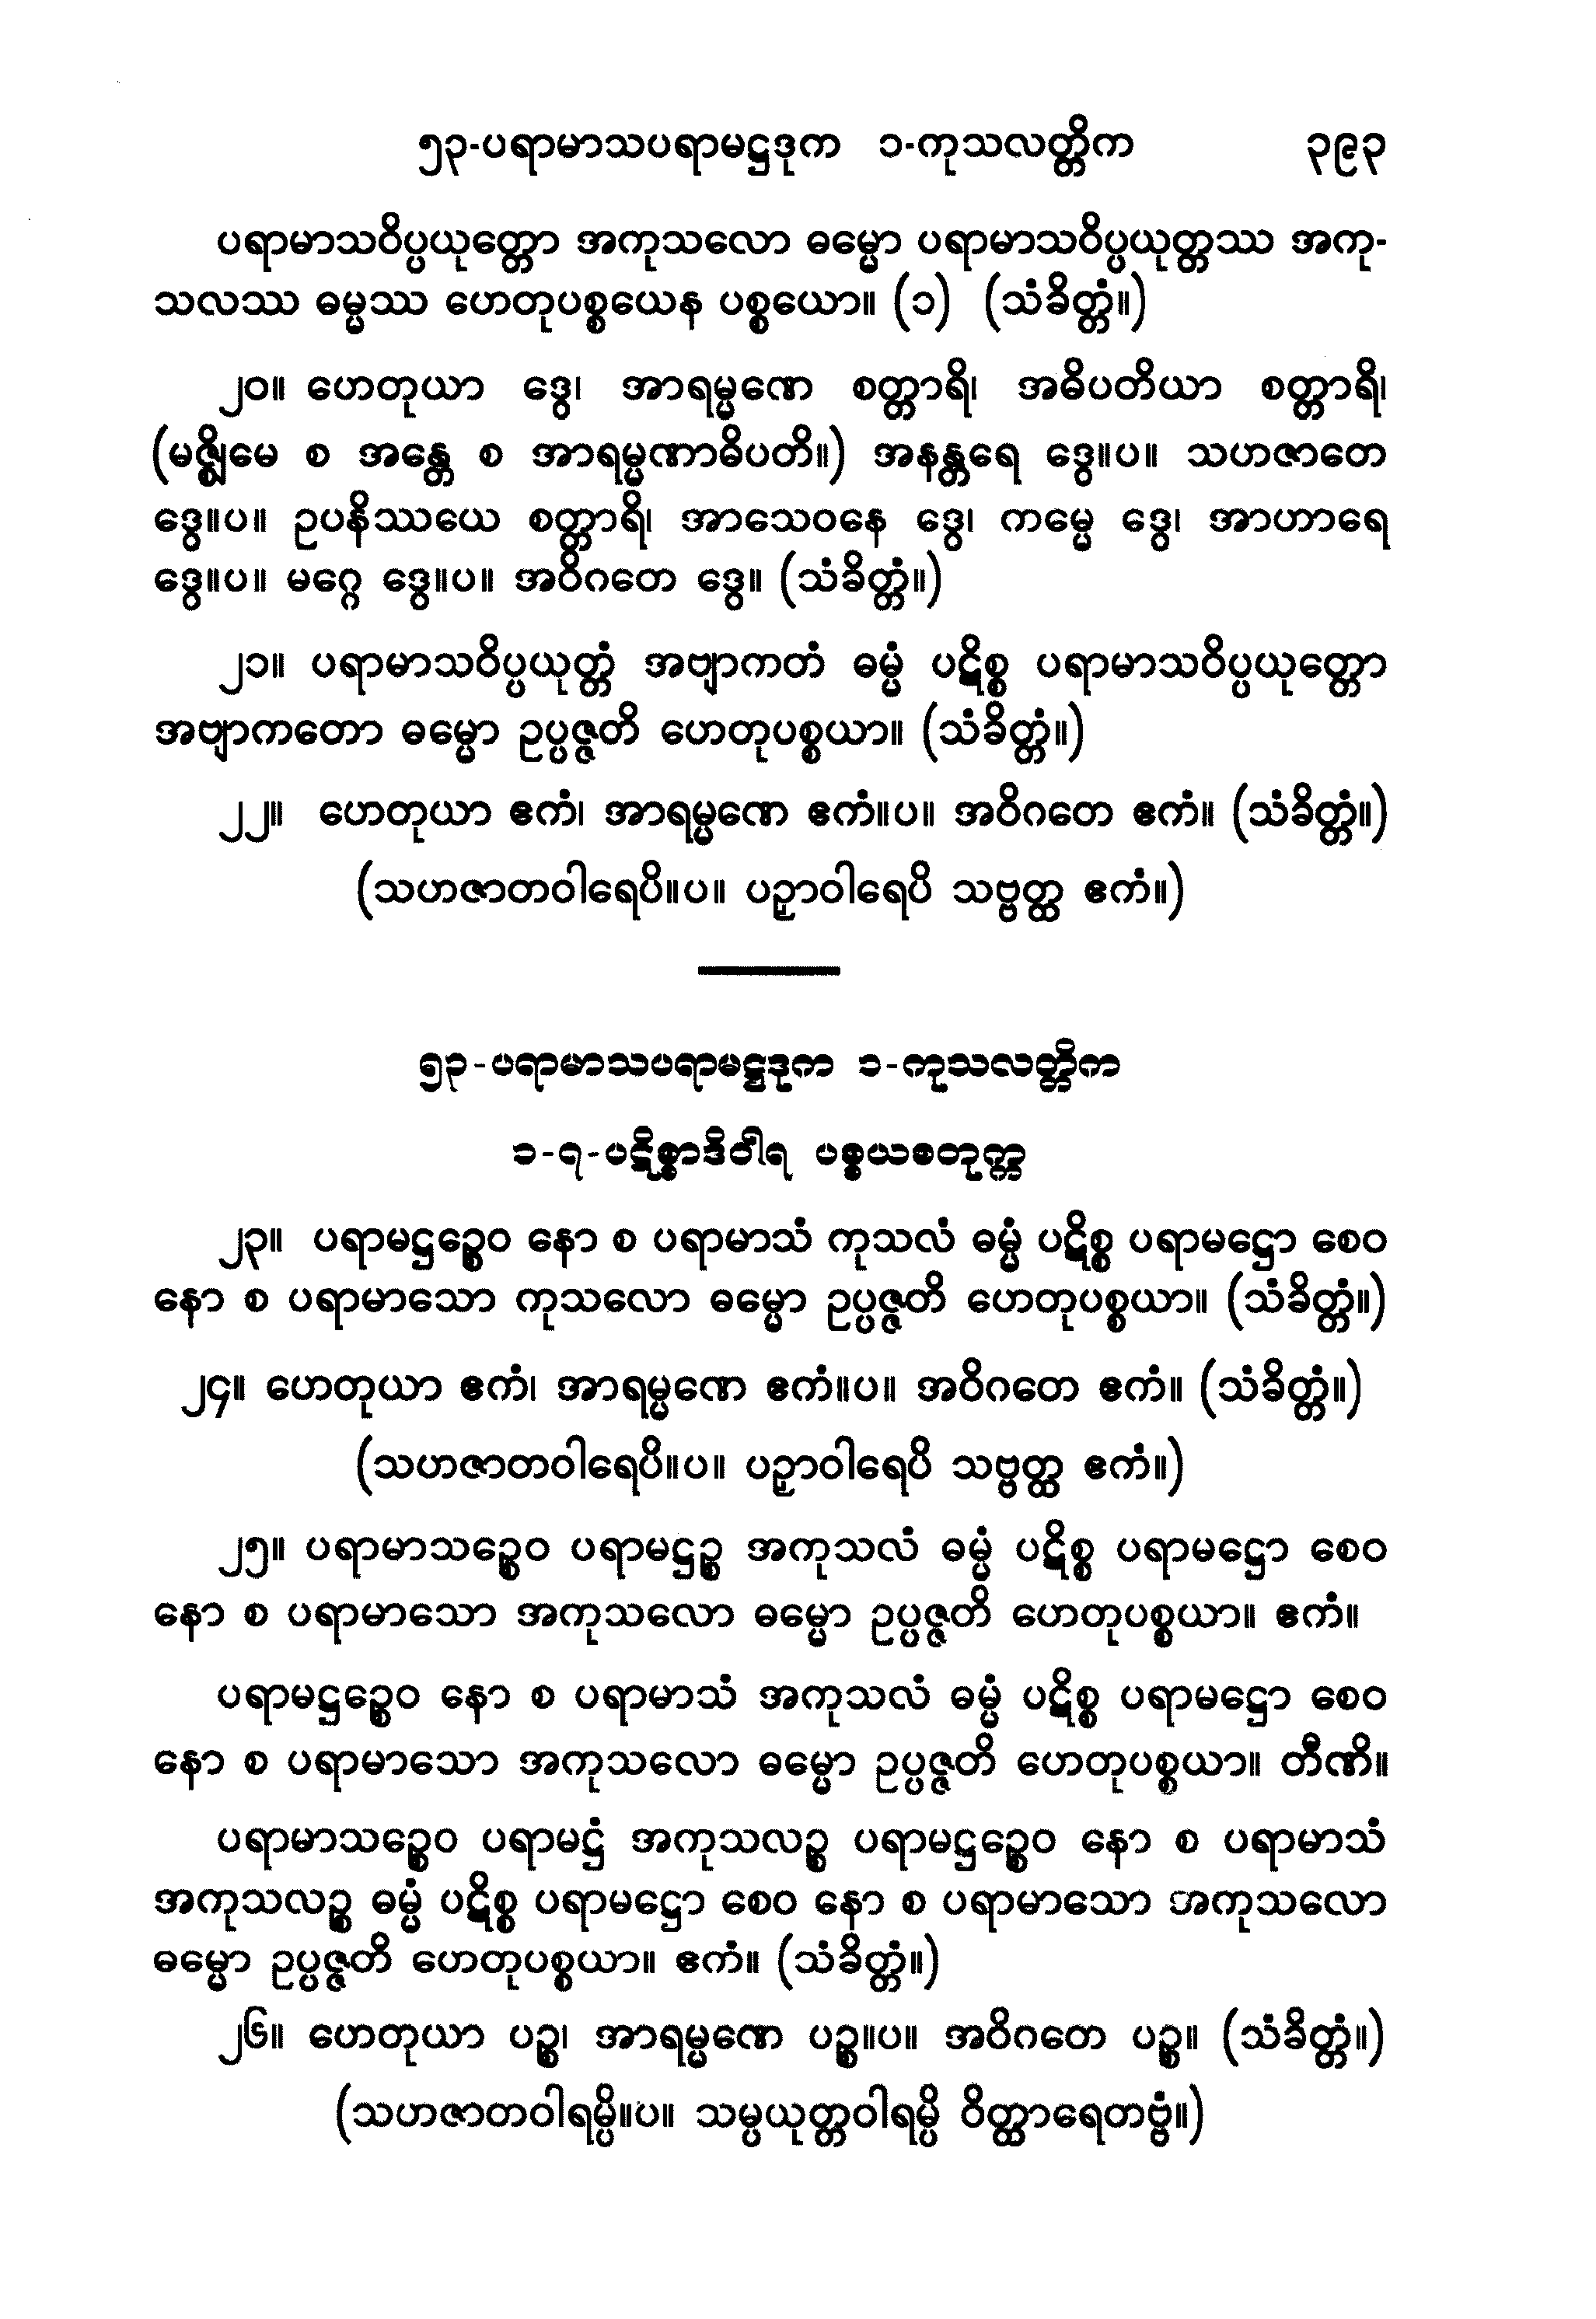 ၅၃-ပရာမာသပရာမဋ္ဌဒုက ၁-ကုသလတ္တိက ၃၉၃
ပရာမာသဝိပ္ပယုတ္တော အကုသလော ဓမ္မော ပရာမာသဝိပ္ပယုတ္တဿ အကု-
သလဿ ဓမ္မဿ ဟေတုပစ္စယေန ပစ္စယော။ (၁) (သံခိတ္တံ။)
၂၀။ ဟေတုယာ ဒွေ၊ အာရမ္မဏေ စတ္တာရိ၊ အဓိပတိယာ စတ္တာရိ၊
(မဇ္ဈိမေ စ အန္တေ စ အာရမ္မဏာဓိပတိ။) အနန္တရေ ဒွေ။ပ။ သဟဇာတေ
ဒွေ။ပ။ ဥပနိဿယေ စတ္တာရိ၊ အာသေဝနေ ဒွေ၊ ကမ္မေ ဒွေ၊ အာဟာရေ
ဒွေ။ပ။ မဂ္ဂေ ဒွေ။ပ။ အဝိဂတေ ဒွေ။ (သံခိတ္တံ။)
၂၁။ ပရာမာသဝိပ္ပယုတ္တံ အဗျာကတံ ဓမ္မံ ပဋိစ္စ ပရာမာသဝိပ္ပယုတ္တော
အဗျာကတော ဓမ္မော ဥပ္ပဇ္ဇတိ ဟေတုပစ္စယာ။ (သံခိတ္တံ။)
၂၂။ ဟေတုယာ ဧကံ၊ အာရမ္မဏေ ဧကံ။ပ။ အဝိဂတေ ဧကံ။ (သံခိတ္တံ။)
(သဟဇာတဝါရေပိ။ပ။ ပဉှာဝါရေပိ သဗ္ဗတ္ထ ဧကံ။)
၅၃-ပရာမာသပရာမဋ္ဌဒုက ၁-ကုသလတ္တိက
၁-၇-ပဋိစ္စာဒိဝါရ ပစ္စယစတုက္က
၂၃။ ပရာမဋ္ဌဉ္စေဝ နော စ ပရာမာသံ ကုသလံ ဓမ္မံ ပဋိစ္စ ပရာမဋ္ဌော စေဝ
နော စ ပရာမာသော ကုသလော ဓမ္မော ဥပ္ပဇ္ဇတိ ဟေတုပစ္စယာ။ (သံခိတ္တံ။)
၂၄။ ဟေတုယာ ဧကံ၊ အာရမ္မဏေ ဧကံ။ပ။ အဝိဂတေ ဧကံ။ (သံခိတ္တံ။)
(သဟဇာတဝါရေပိ။ပ။ ပဉှာဝါရေပိ သဗ္ဗတ္ထ ဧကံ။)
၂၅။ ပရာမာသဉ္စေဝ ပရာမဋ္ဌဉ္စ အကုသလံ ဓမ္မံ ပဋိစ္စ ပရာမဋ္ဌော စေဝ
နော စ ပရာမာသော အကုသလော ဓမ္မော ဥပ္ပဇ္ဇတိ ဟေတုပစ္စယာ။ ဧကံ။
ပရာမဋ္ဌဉ္စေဝ နော စ ပရာမာသံ အကုသလံ ဓမ္မံ ပဋိစ္စ ပရာမဋ္ဌော စေဝ
နော စ ပရာမာသော အကုသလော ဓမ္မော ဥပ္ပဇ္ဇတိ ဟေတုပစ္စယာ။ တီဏိ။
ပရာမာသဉ္စေဝ ပရာမဋ္ဌံ အကုသလဉ္စ ပရာမဋ္ဌဉ္စေဝ နော စ ပရာမာသံ
အကုသလဉ္စ ဓမ္မံ ပဋိစ္စ ပရာမဋ္ဌော စေဝ နော စ ပရာမာသော အကုသလော
ဓမ္မော ဥပ္ပဇ္ဇတိ ဟေတုပစ္စယာ။ ဧကံ။ (သံခိတ္တံ။)
၂၆။ ဟေတုယာ ပဉ္စ၊ အာရမ္မဏေ ပဉ္စ။ပ။ အဝိဂတေ ပဉ္စ။ (သံခိတ္တံ။)
(သဟဇာတဝါရမ္ပိ။ပ။ သမ္ပယုတ္တဝါရမ္ပိ ဝိတ္ထာရေတဗ္ဗံ။)